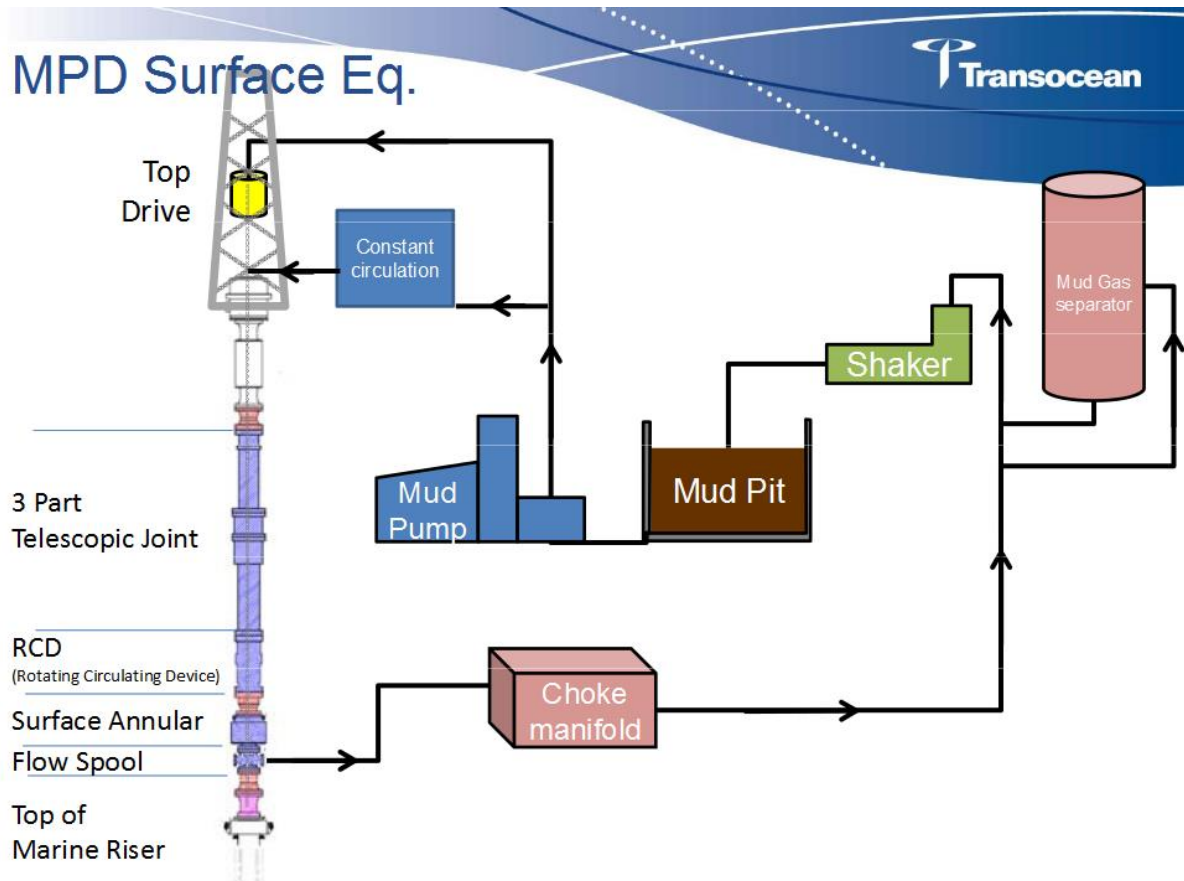 MPD Surface Eq.
Transocean
Top
Drive
Constant
circulation
Mud Gas
separator
Shaker
Mud
Pump
Mud Pit
3 Part
Telescopic Joint
RCD
(Rotating Circulating Device)
Choke
manifold
Surface Annular
Flow Spool
Top of
Marine Riser